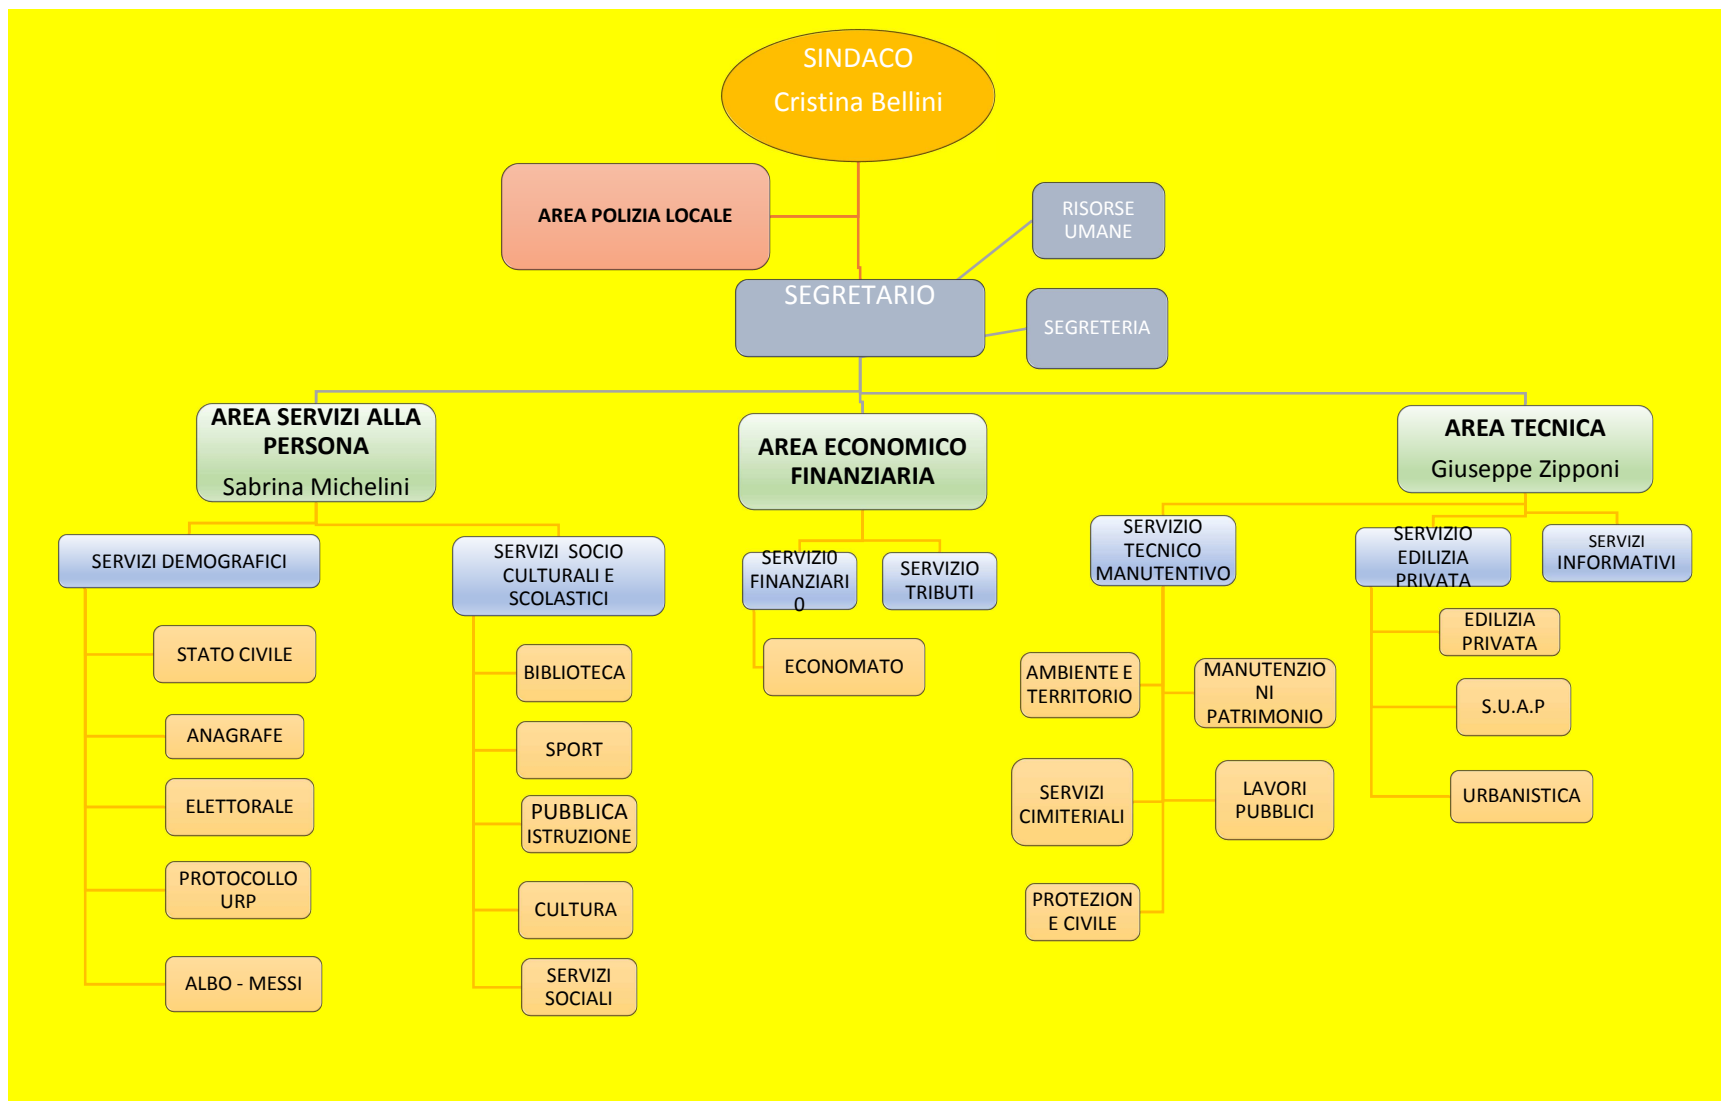 SINDACO
Cristina Bellini
AREA POLIZIA LOCALE
RISORSE
UMANE
SEGRETARIO
SEGRETERIA
AREA SERVIZI ALLA
PERSONA
Sabrina Michelini
AREA ECONOMICO
FINANZIARIA
AREA TECNICA
Giuseppe Zipponi
SERVIZI DEMOGRAFICI
SERVIZI SOCIO
CULTURALI E
SCOLASTICI
SERVIZI0
FINANZIARI
0
SERVIZIO
TRIBUTI
SERVIZIO
TECNICO
MANUTENTIVO
SERVIZIO
EDILIZIA
PRIVATA
SERVIZI
INFORMATIVI
STATO CIVILE
ANAGRAFE
ELETTORALE
PROTOCOLLO
URP
ALBO - MESSI
BIBLIOTECA
SPORT
PUBBLICA
ISTRUZIONE
CULTURA
SERVIZI
SOCIALI
ECONOMATO
AMBIENTE E
TERRITORIO
MANUTENZIO
NI
PATRIMONIO
SERVIZI
CIMITERIALI
LAVORI
PUBBLICI
PROTEZION
E CIVILE
EDILIZIA
PRIVATA
S.U.A.P
URBANISTICA